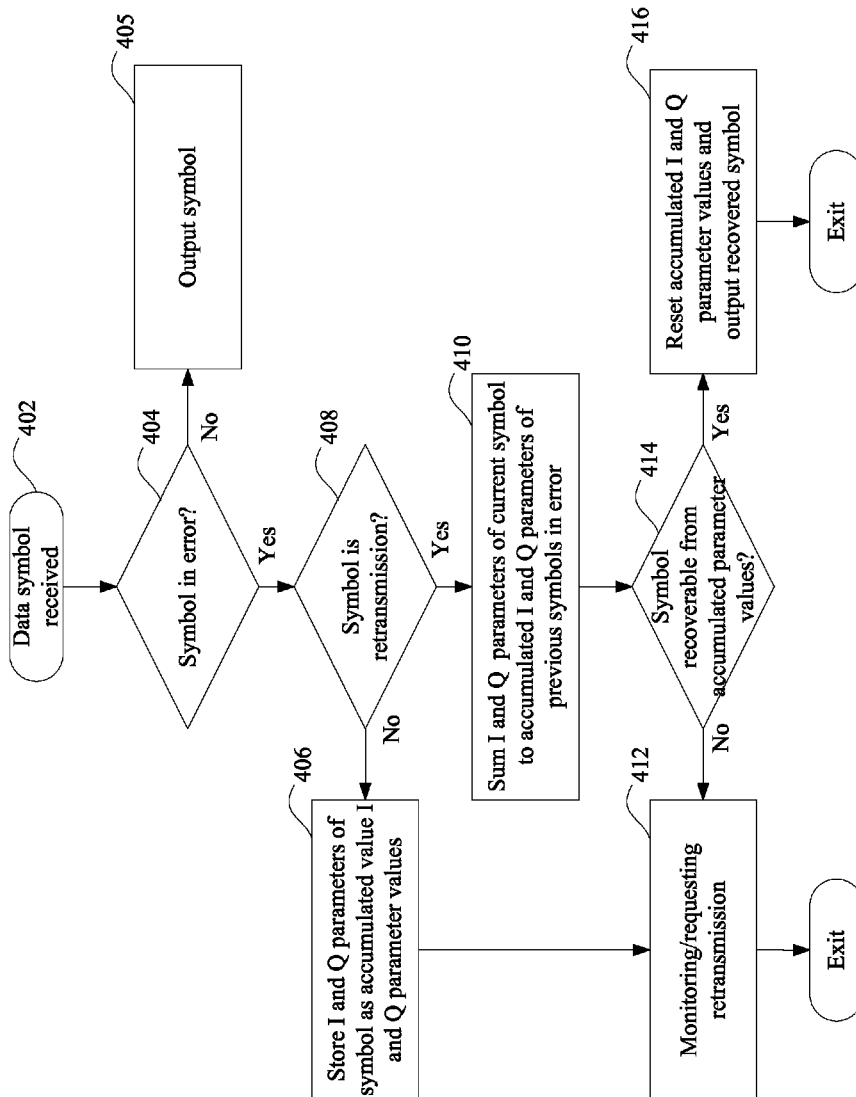 402
Data symbol
received
404
Symbol in error?
No
405
Output symbol
Yes
408
Symbol is
retransmission?
No
406
Store I and Q parameters of
symbol as accumulated value I
and Q parameter values
Yes
410
Sum I and Q parameters of current symbol
to accumulated I and Q parameters of
previous symbols in error
414
Symbol
recoverable from
accumulated parameter
values?
No
412
Monitoring/requesting
retransmission
Exit
Yes
416
Reset accumulated I and Q
parameter values and
output recovered symbol
Exit